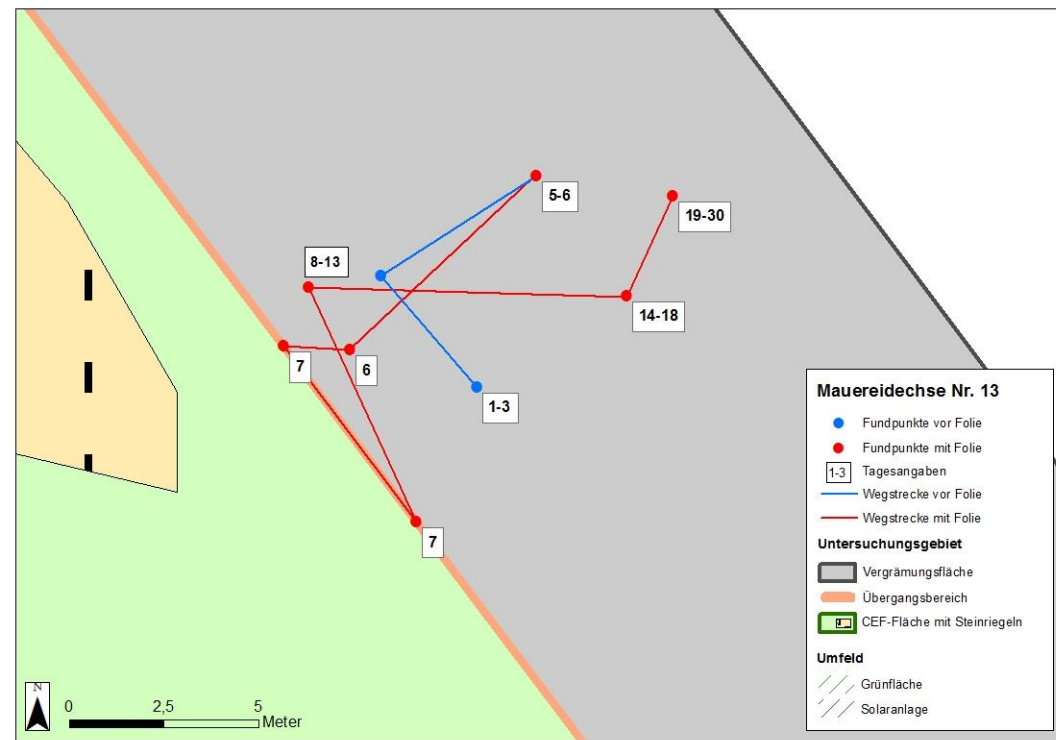 5-6
19-30
8-13
14-18
7
6
1-3
7
Mauereidechse Nr. 13
Fundpunkte vor Folie
Fundpunkte mit Folie
1-3 Tagesangaben
Wegstrecke vor Folie
Wegstrecke mit Folie
Untersuchungsgebiet
Vergrämungsfläche
Übergangsbereich
CEF-Fläche mit Steinriegeln
Umfeld
Grünfläche
Solaranlage
N
0 2,5 5
Meter